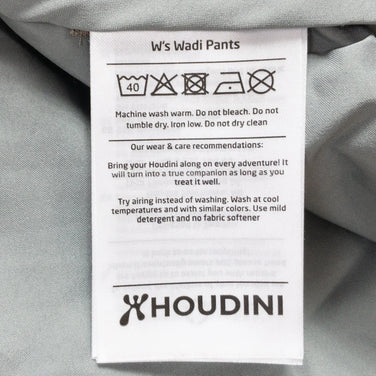 W's Wadi Pants
40
Machine wash warm. Do not bleach. Do not
tumble dry. Iron low. Do not dry clean
Our wear & care recommendations:
Bring your Houdini along on every adventure! It
will turn into a true companion as long as you
treat it well.
Try airing instead of washing. Wash at cool
temperatures and with similar colors. Use mild
detergent and no fabric softener
HOUDINI